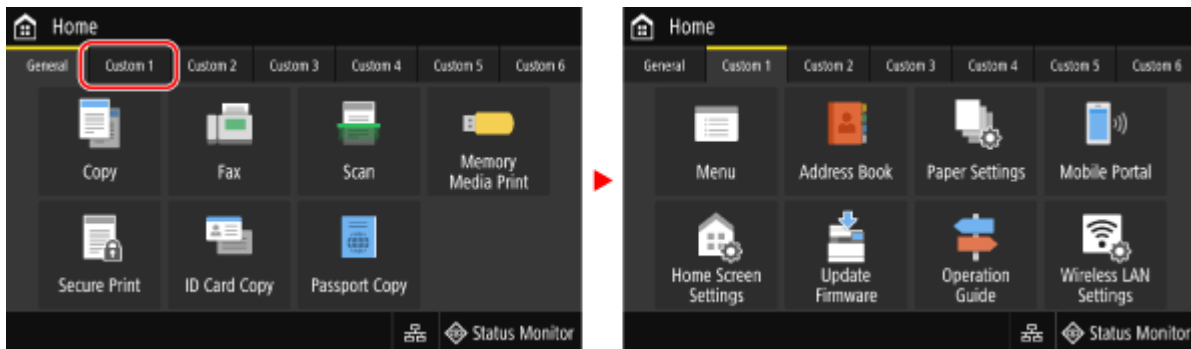 Home
General Custom 1 Custom 2 Custom 3 Custom 4 Custom 5 Custom 6
Copy Fax Scan Memory
Media Print
Secure Print ID Card Copy Passport Copy
Status Monitor
Home
General Custom 1 Custom 2 Custom 3 Custom 4 Custom 5 Custom 6
Menu Address Book Paper Settings Mobile Portal
Home Screen Update Operation Wireless LAN
Settings Firmware Guide Settings
Status Monitor